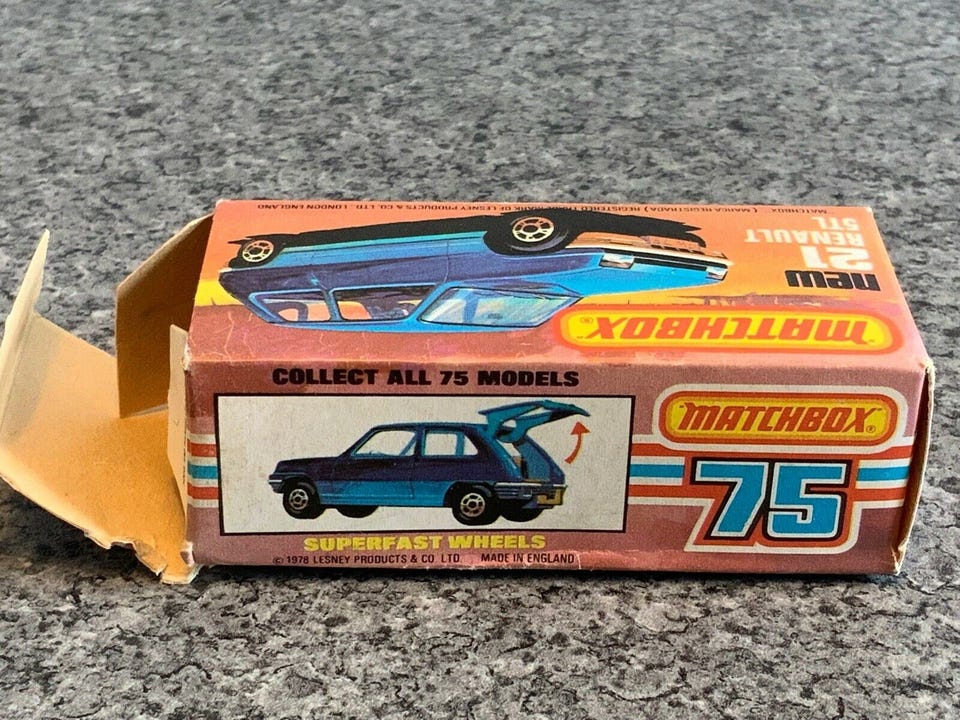 MATCHBOX
new
21
RENAULT
5TL
MATCHBOX (MARCA REGISTRADA) REGISTERED TRADE MARK OF LESNEY PRODUCTS & CO. LTD. LONDON ENGLAND
COLLECT ALL 75 MODELS
MATCHBOX®
75
SUPERFAST WHEELS
© 1978 LESNEY PRODUCTS & CO LTD MADE IN ENGLAND